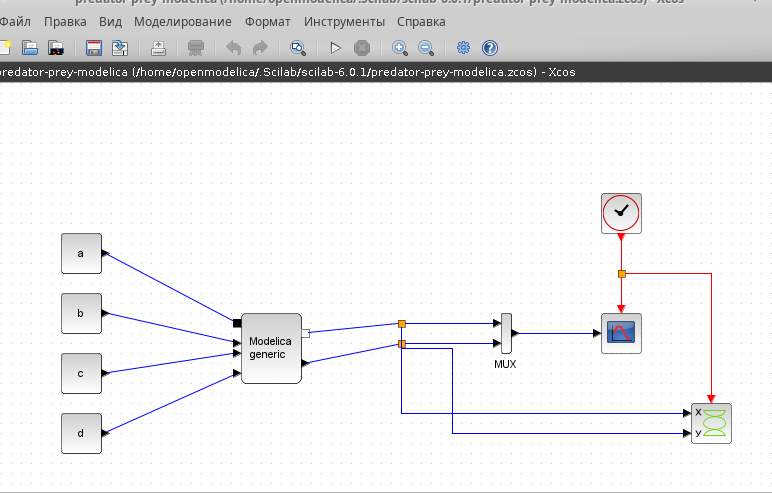 predator-prey-modelica (/home/openmodelica/.Scilab/scilab-6.0.1/predator-prey-modelica.zcos) - Xcos
Файл Правка Вид Моделирование Формат Инструменты Справка
predator-prey-modelica (/home/openmodelica/.Scilab/scilab-6.0.1/predator-prey-modelica.zcos) - Xcos
a
b
c
d
Modelica
generic
MUX
X
y